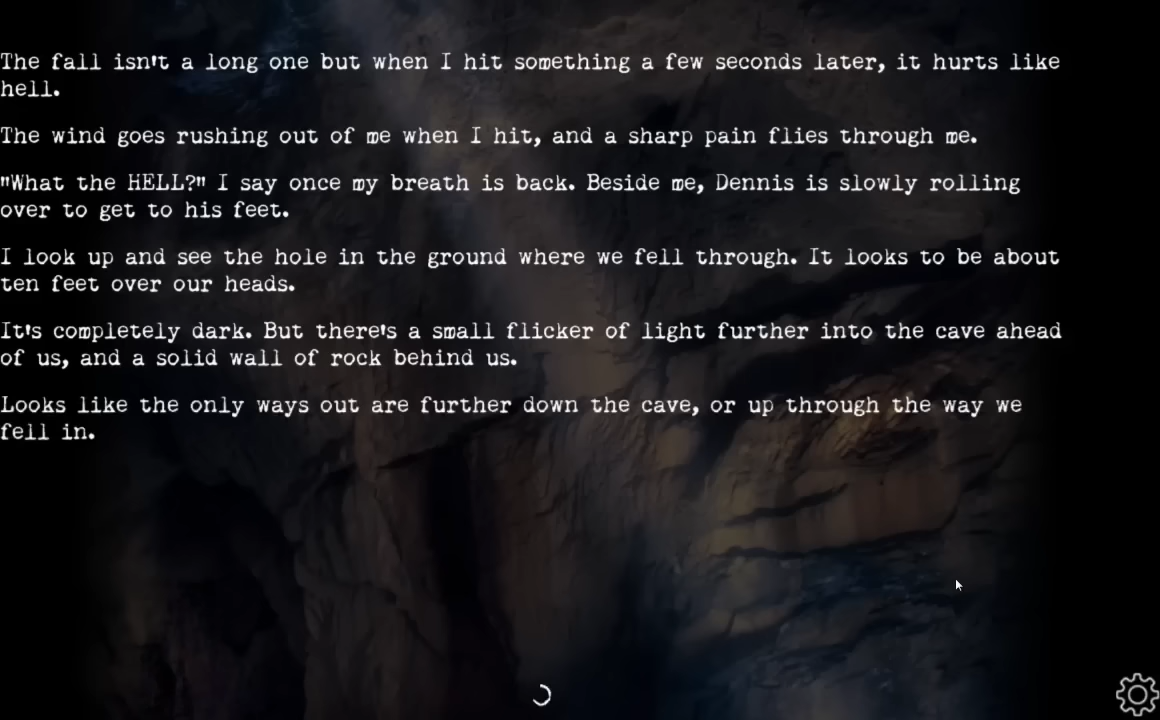 The fall isn't a long one but when I hit something a few seconds later, it hurts like
hell.
The wind goes rushing out of me when I hit, and a sharp pain flies through me.
"What the HELL?" I say once my breath is back. Beside me, Dennis is slowly rolling
over to get to his feet.
I look up and see the hole in the ground where we fell through. It looks to be about
ten feet over our heads.
It's completely dark. But there's a small flicker of light further into the cave ahead
of us, and a solid wall of rock behind us.
Looks like the only ways out are further down the cave, or up through the way we
fell in.